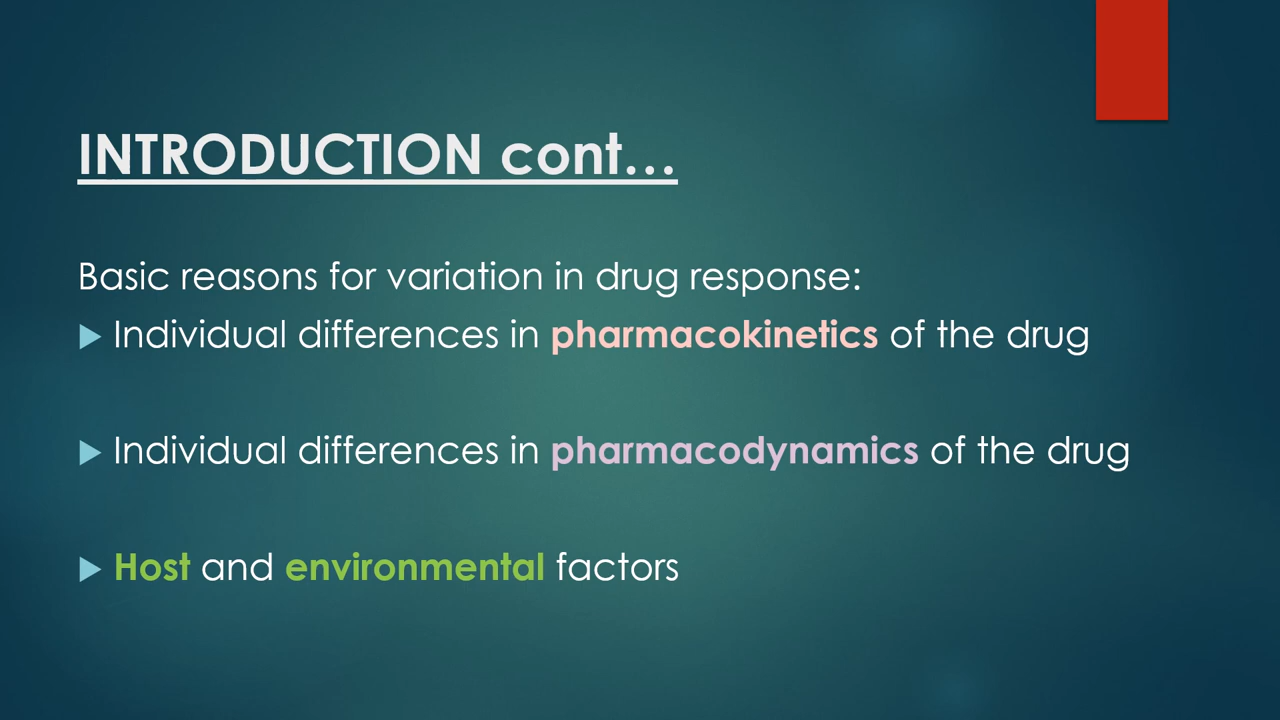 INTRODUCTION cont…
Basic reasons for variation in drug response:
Individual differences in pharmacokinetics of the drug
Individual differences in pharmacodynamics of the drug
Host and environmental factors